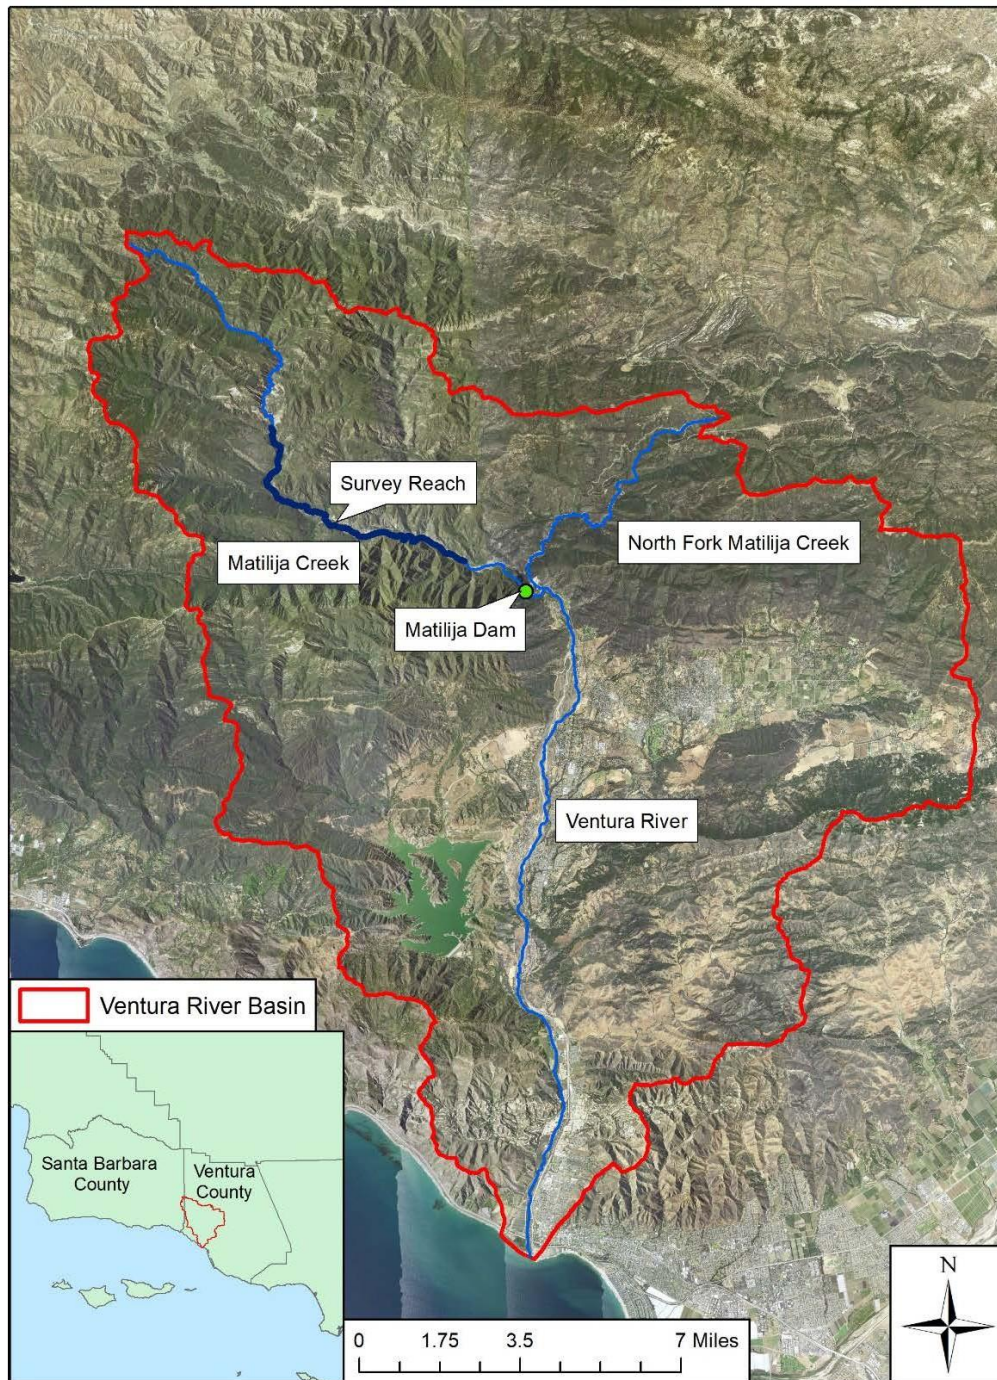 Survey Reach
North Fork Matilija Creek
Matilija Creek
Matilija Dam
Ventura River
Ventura River Basin
Santa Barbara
County
Ventura
County
N
0 1.75 3.5 7 Miles